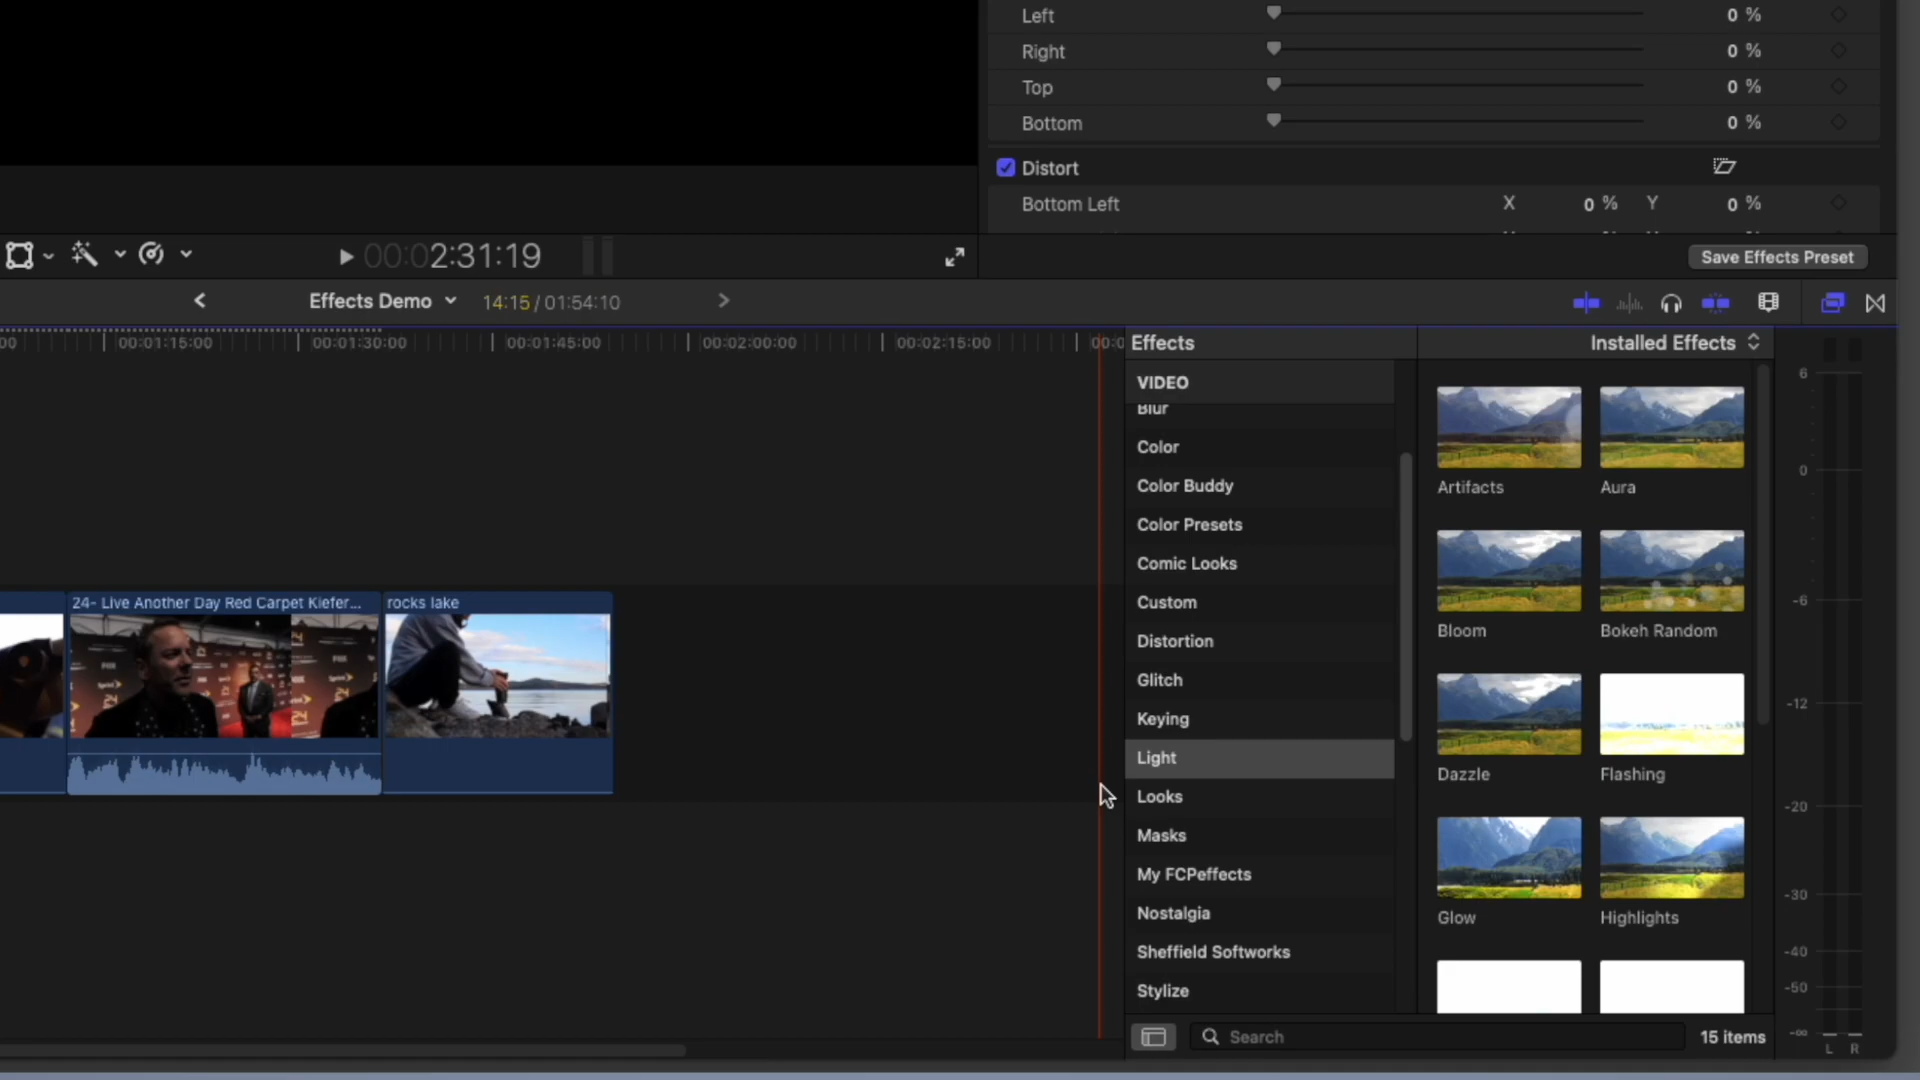 Left 0 %
Right 0 %
Top 0 %
Bottom 0 %
Distort
Bottom Left X 0 % Y 0 %
00:02:31:19
Save Effects Preset
Effects Demo 14:15 / 01:54:10
00 00:01:15:00 00:01:30:00 00:01:45:00 00:02:00:00 00:02:15:00 00:0
Effects
Installed Effects
VIDEO
Blur
Color
Color Buddy
Color Presets
Comic Looks
Custom
Distortion
Glitch
Keying
Light
Looks
Masks
My FCPeffects
Nostalgia
Sheffield Softworks
Stylize
Artifacts Aura
Bloom Bokeh Random
Dazzle Flashing
Glow Highlights
Search
15 items
6
0
-6
-12
-20
-30
-40
-50
-∞
L R
24- Live Another Day Red Carpet Kiefer...
rocks lake